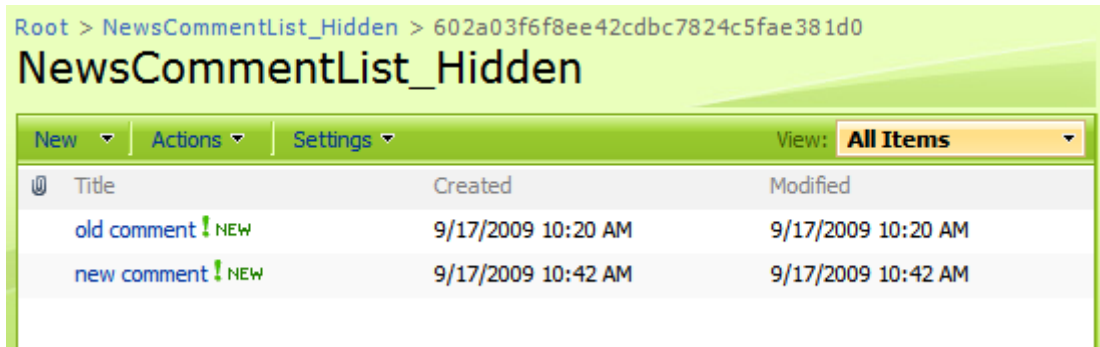 Root > NewsCommentList_Hidden > 602a03f6f8ee42cdbc7824c5fae381d0
NewsCommentList_Hidden
New Actions Settings View: All Items
Title Created Modified
old comment ! NEW 9/17/2009 10:20 AM 9/17/2009 10:20 AM
new comment ! NEW 9/17/2009 10:42 AM 9/17/2009 10:42 AM